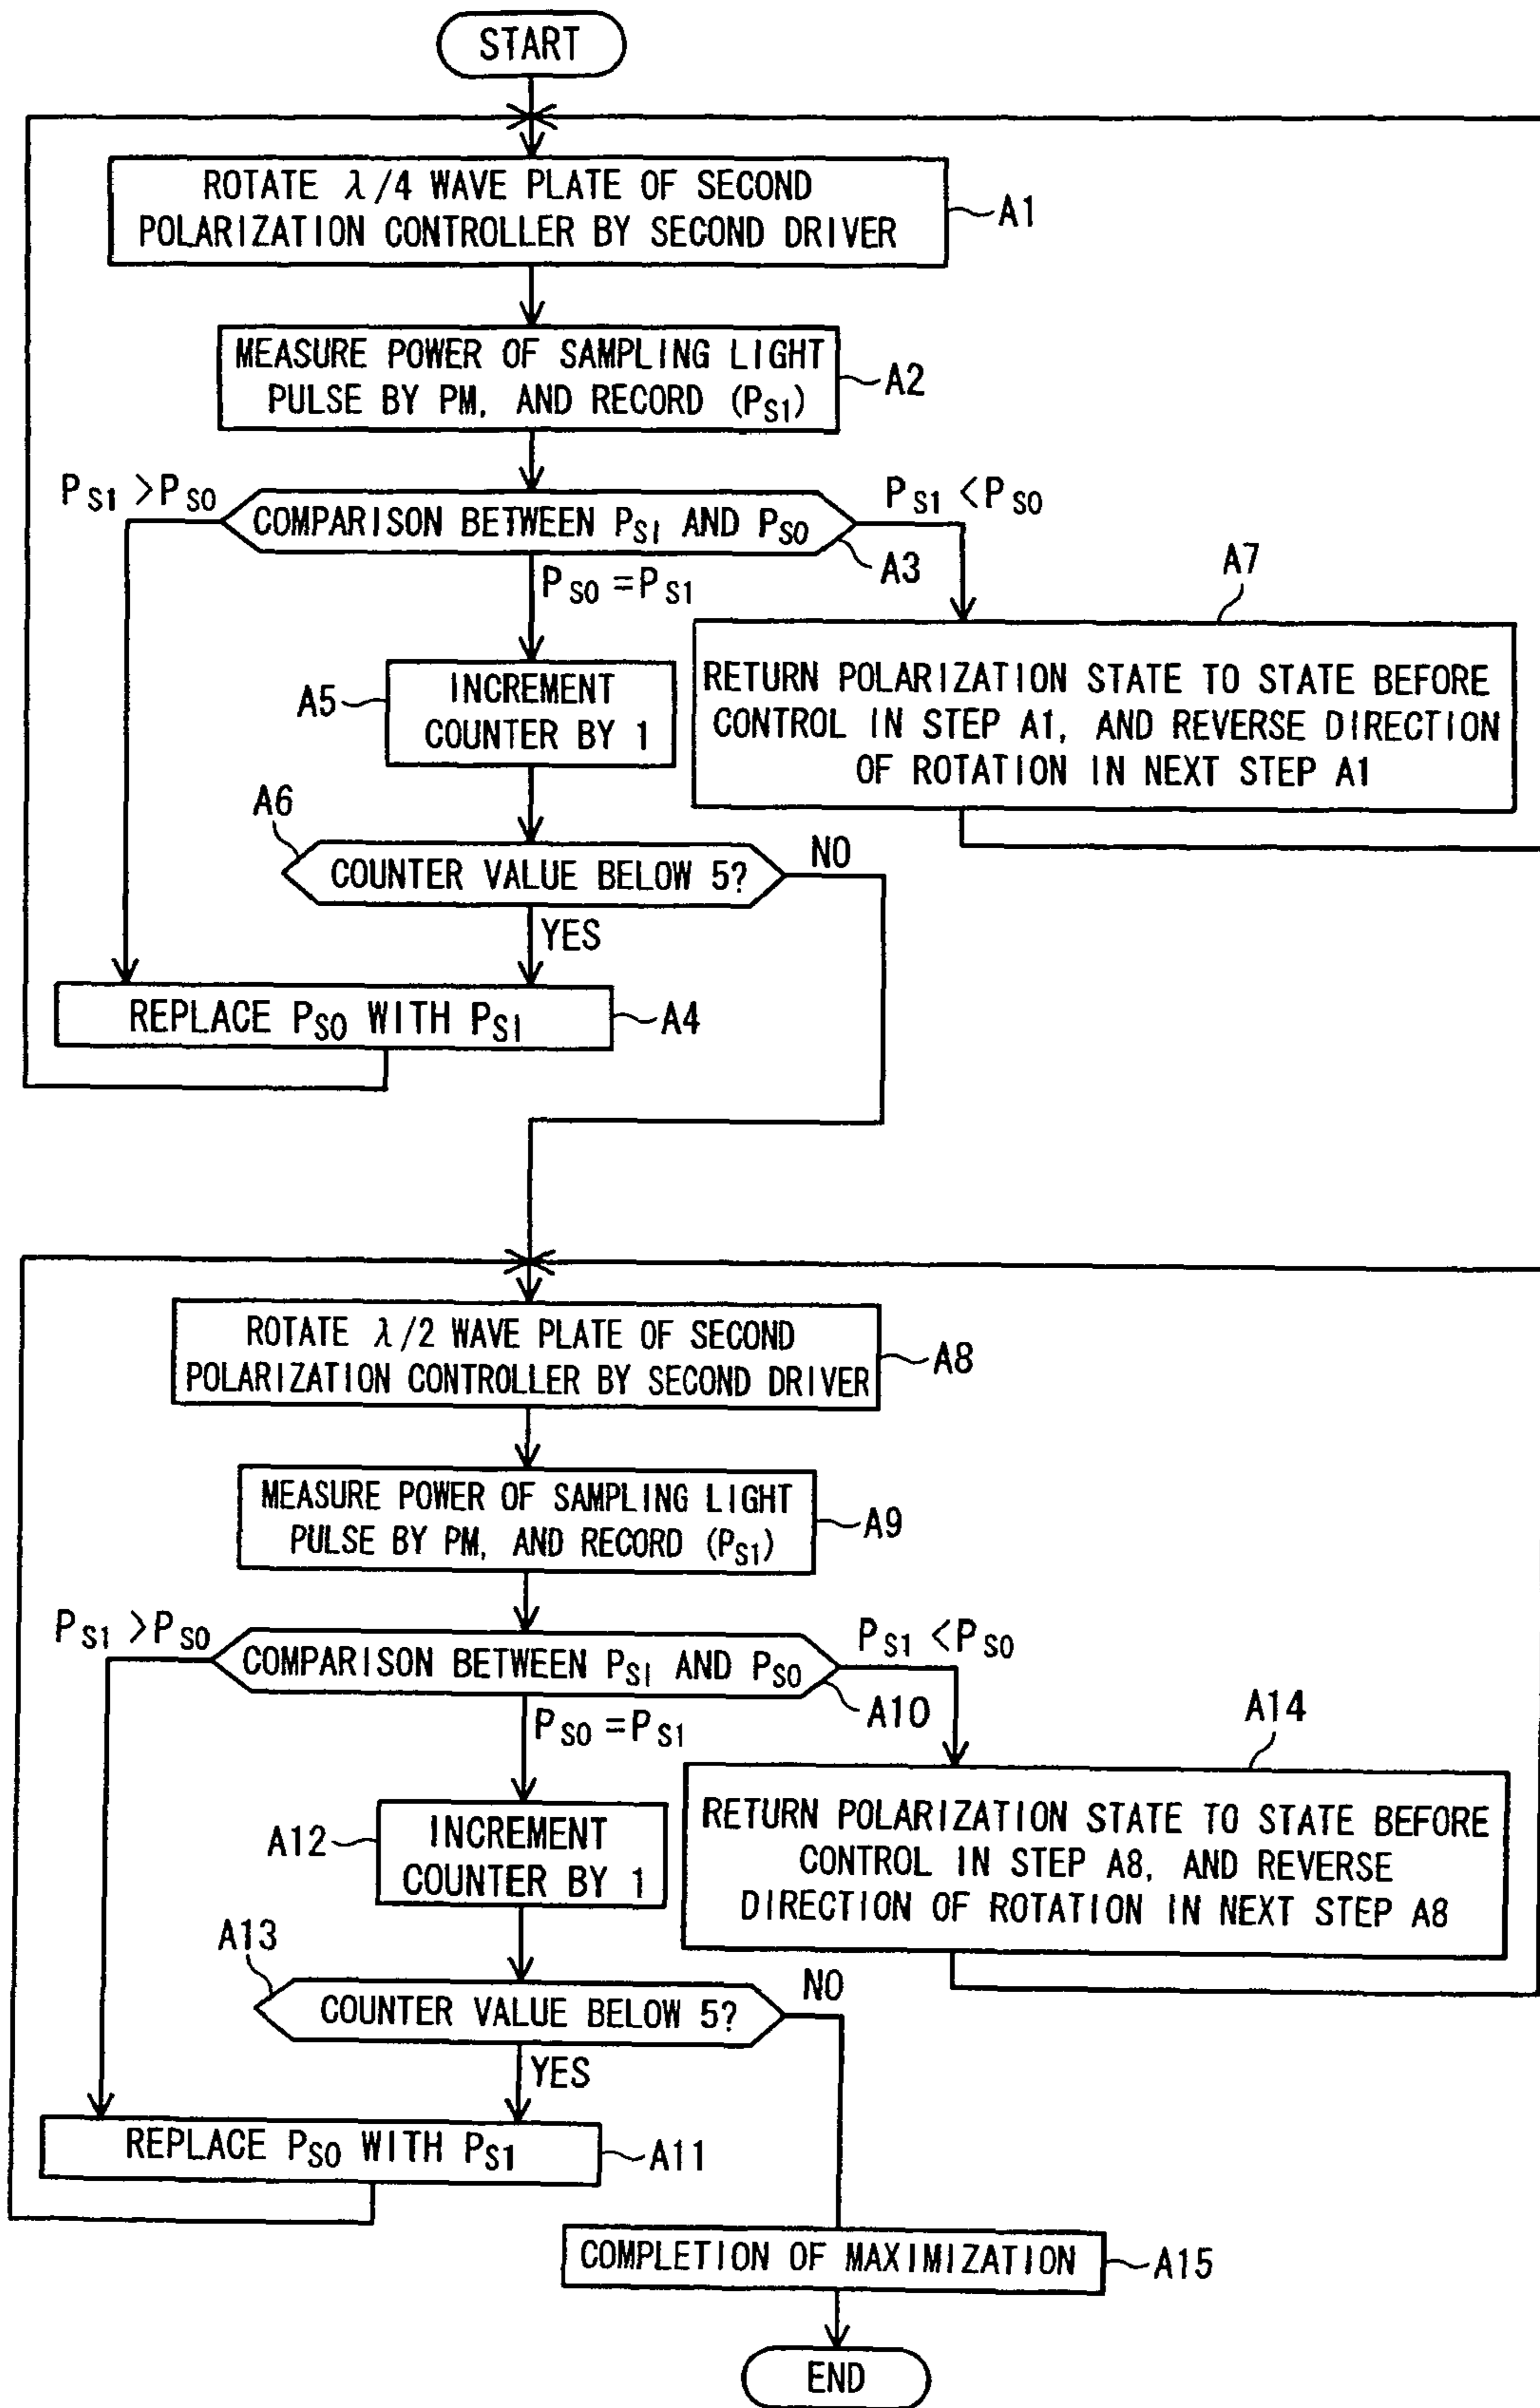 START
ROTATE λ/4 WAVE PLATE OF SECOND
POLARIZATION CONTROLLER BY SECOND DRIVER
A1
MEASURE POWER OF SAMPLING LIGHT
PULSE BY PM, AND RECORD (PS1)
A2
PS1 >PS0
COMPARISON BETWEEN PS1 AND PS0
PS1 <PS0
A3
PS0 =PS1
A7
RETURN POLARIZATION STATE TO STATE BEFORE
CONTROL IN STEP A1, AND REVERSE DIRECTION
OF ROTATION IN NEXT STEP A1
A5
INCREMENT
COUNTER BY 1
A6
COUNTER VALUE BELOW 5?
NO
YES
REPLACE PS0 WITH PS1
A4
ROTATE λ/2 WAVE PLATE OF SECOND
POLARIZATION CONTROLLER BY SECOND DRIVER
A8
MEASURE POWER OF SAMPLING LIGHT
PULSE BY PM, AND RECORD (PS1)
A9
PS1 >PS0
COMPARISON BETWEEN PS1 AND PS0
PS1 <PS0
A10
PS0 =PS1
A14
RETURN POLARIZATION STATE TO STATE BEFORE
CONTROL IN STEP A8, AND REVERSE
DIRECTION OF ROTATION IN NEXT STEP A8
A12
INCREMENT
COUNTER BY 1
A13
COUNTER VALUE BELOW 5?
NO
YES
REPLACE PS0 WITH PS1
A11
COMPLETION OF MAXIMIZATION
A15
END